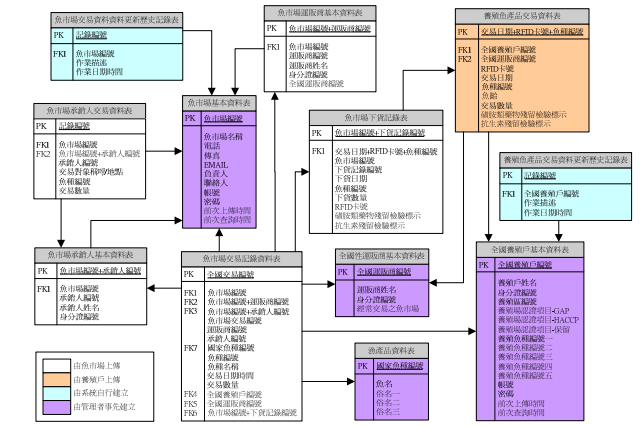 魚市場交易資料資料更新歷史記錄表
PK 記錄編號
FK1 魚市場編號
作業描述
作業日期時間
魚市場運販商基本資料表
PK 魚市場編號+運販商編號
FK1 魚市場編號
運販商編號
運販商姓名
身分證編號
全國運販商編號
養殖魚產品交易資料表
PK 交易日期+RFID卡號+魚種編號
FK1 全國養殖戶編號
FK2 全國運販商編號
RFID卡號
交易日期
魚種編號
魚齡
交易數量
磺胺類藥物殘留檢驗標示
抗生素殘留檢驗標示
魚市場承銷人交易資料表
PK 記錄編號
FK1 魚市場編號
FK2 魚市場編號+承銷人編號
承銷人編號
交易對象稱呼/地點
魚種編號
交易數量
魚市場基本資料表
PK 魚市場編號
魚市場名稱
電話
傳真
EMAIL
負責人
聯絡人
帳號
密碼
前次上傳時間
前次查詢時間
魚市場下貨記錄表
PK 魚市場編號+下貨記錄編號
FK1 交易日期+RFID卡號+魚種編號
魚市場編號
下貨記錄編號
下貨日期
魚種編號
下貨數量
RFID卡號
磺胺類藥物殘留檢驗標示
抗生素殘留檢驗標示
養殖魚產品交易資料更新歷史記錄表
PK 記錄編號
FK1 全國養殖戶編號
作業描述
作業日期時間
魚市場承銷人基本資料表
PK 魚市場編號+承銷人編號
FK1 魚市場編號
承銷人編號
承銷人姓名
身分證編號
魚市場交易記錄資料表
PK 全國交易編號
FK1 魚市場編號
FK2 魚市場編號+運販商編號
FK3 魚市場編號+承銷人編號
魚市場交易編號
運販商編號
承銷人編號
FK7 國家魚種編號
魚種編號
魚種名稱
交易日期時間
交易數量
FK4 全國養殖戶編號
FK5 全國運販商編號
FK6 魚市場編號+下貨記錄編號
全國性運販商基本資料表
PK 全國運販商編號
運販商姓名
身分證編號
經常交易之魚市場
漁產品資料表
PK 國家魚種編號
魚名
俗名一
俗名二
俗名三
全國養殖戶基本資料表
PK 全國養殖戶編號
養殖戶姓名
身分證編號
養殖區編號
養殖場認證項目-GAP
養殖場認證項目-HACCP
養殖場認證項目-保留
養殖魚種編號一
養殖魚種編號二
養殖魚種編號三
養殖魚種編號四
養殖魚種編號五
帳號
密碼
前次上傳時間
前次查詢時間
由魚市場上傳
由養殖戶上傳
由系統自行建立
由管理者事先建立